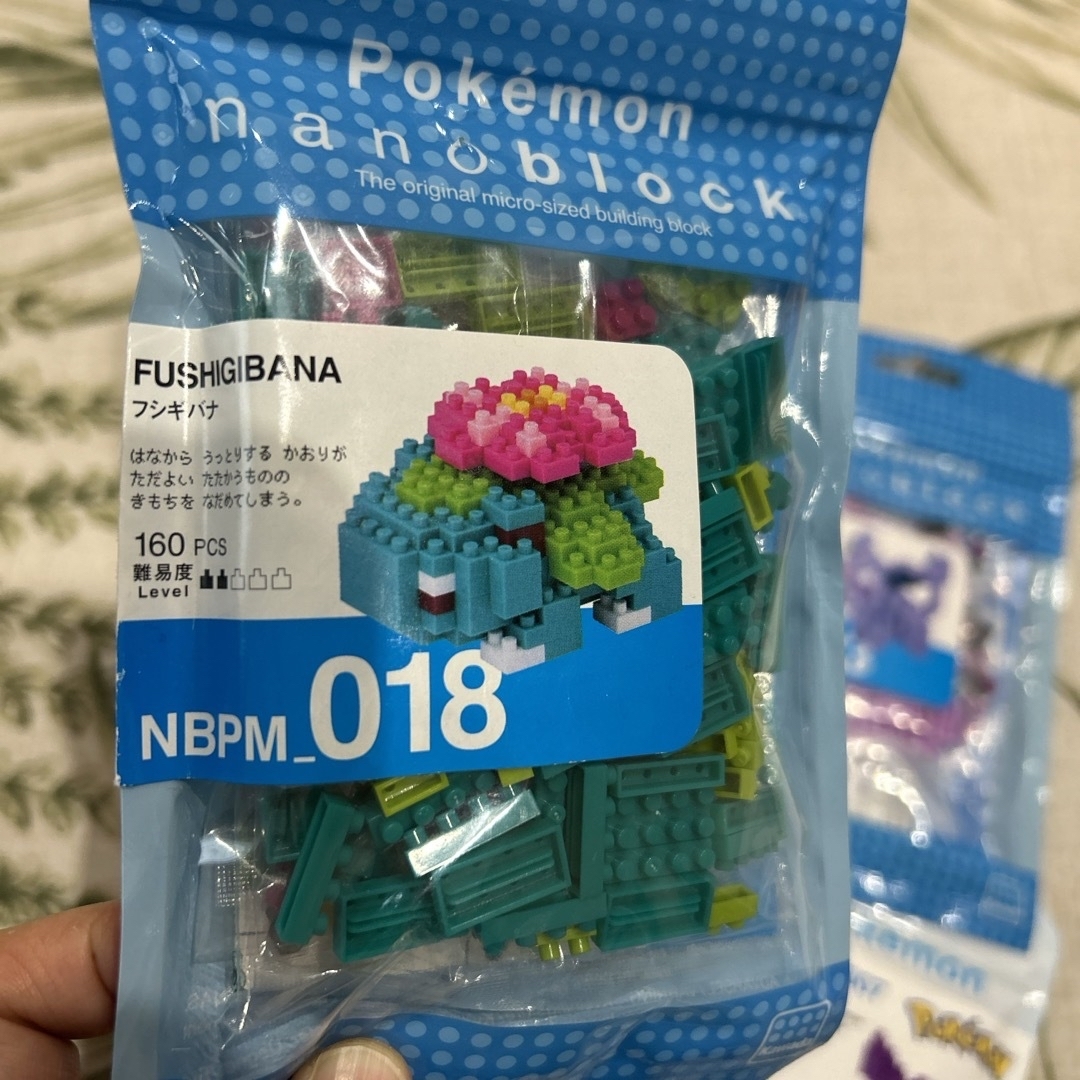 Pokémon
nanoblock
The original micro-sized building block
FUSHIGIBANA
フシギバナ
はなから うっとりする かおりが
ただよい たたかうものの
きもちを なだめてしまう。
160 PCS
難易度
Level
NBPM_018
Pokémon